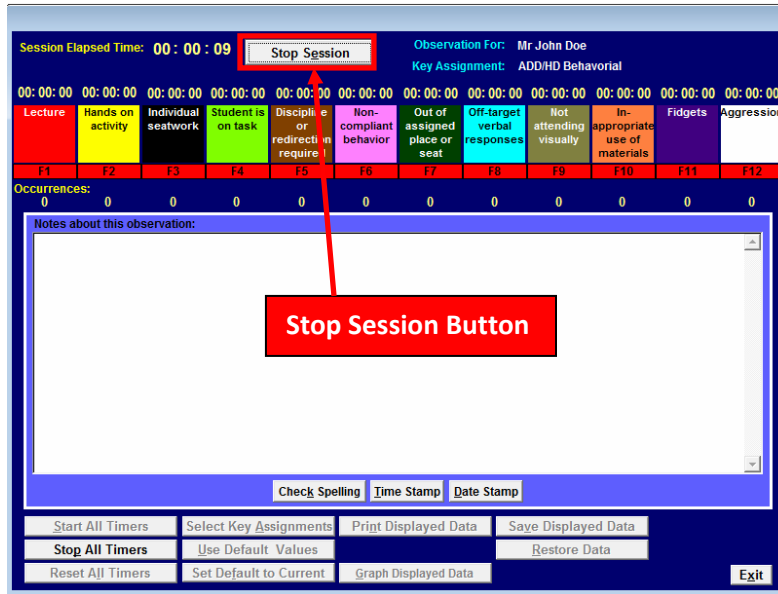 Session Elapsed Time: 00: 00 : 09 Stop Session Observation For: Mr John Doe
Key Assignment: ADD/HD Behavorial
00: 00: 00 00: 00: 00 00: 00: 00 00: 00: 00 00: 00: 00 00: 00: 00 00: 00: 00 00: 00: 00 00: 00: 00 00: 00: 00 00: 00: 00 00: 00: 00
Lecture Hands on Individual Student is Discipline Non- Out of Off-target Not In- Fidgets Aggression
activity seatwork on task or compliant assigned verbal attending appropriate
redirection behavior place or responses visually use of
required seat materials
F1 F2 F3 F4 F5 F6 F7 F8 F9 F10 F11 F12
Occurrences:
0 0 0 0 0 0 0 0 0 0 0 0
Notes about this observation:
Stop Session Button
Check Spelling Time Stamp Date Stamp
Start All Timers Select Key Assignments Print Displayed Data Save Displayed Data
Stop All Timers Use Default Values Restore Data
Reset All Timers Set Default to Current Graph Displayed Data Exit